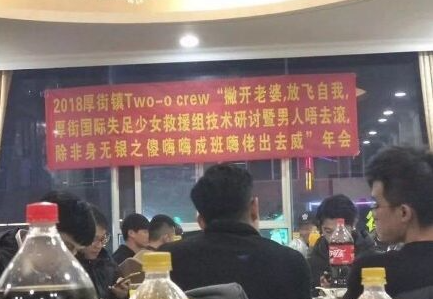 2018厚街镇Two-o crew“撇开老婆,放飞自我,
厚街国际失足少女救援组技术研讨暨男人唔去滚,
除非身无银之傻嗨嗨成班嗨佬出去威”年会